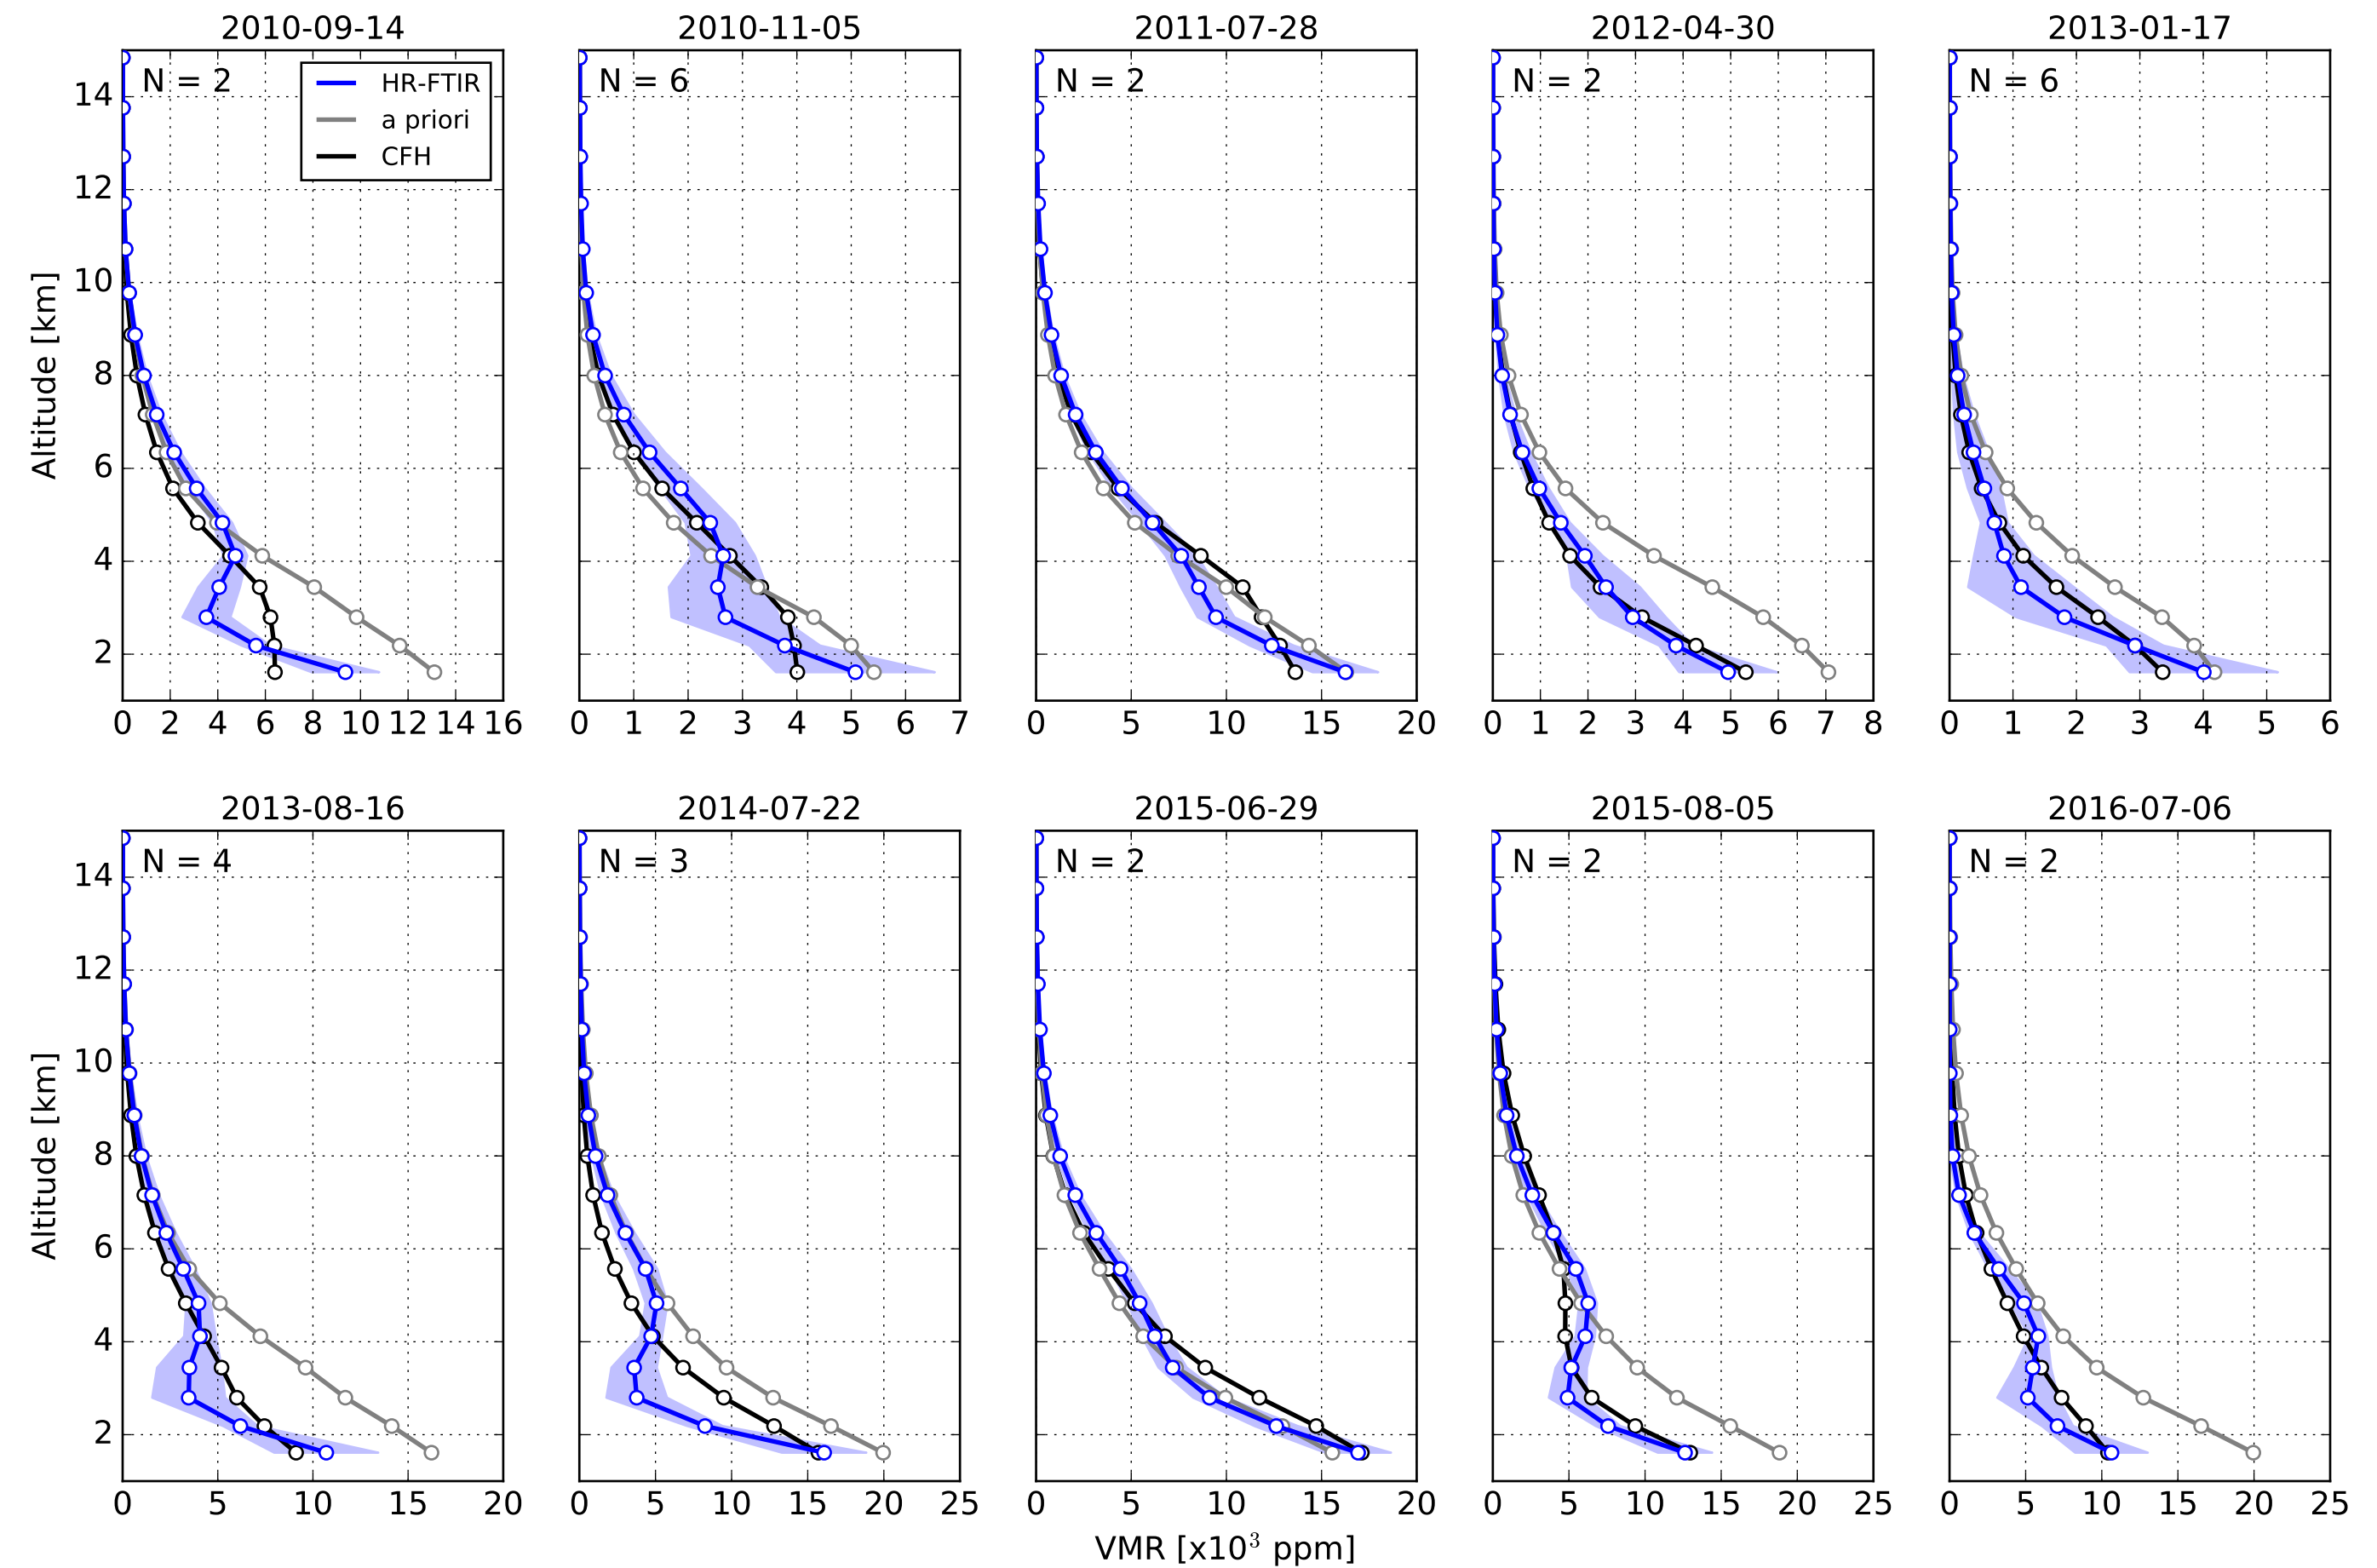 2010-09-14 2010-11-05 2011-07-28 2012-04-30 2013-01-17
N = 2 N = 6 N = 2 N = 2 N = 6
HR-FTIR
a priori
CFH
Altitude [km]
14
12
10
8
6
4
2
0 2 4 6 8 10 12 14 16
0 1 2 3 4 5 6 7
0 5 10 15 20
0 1 2 3 4 5 6 7 8
0 1 2 3 4 5 6
2013-08-16 2014-07-22 2015-06-29 2015-08-05 2016-07-06
N = 4 N = 3 N = 2 N = 2 N = 2
Altitude [km]
14
12
10
8
6
4
2
0 5 10 15 20
0 5 10 15 20 25
0 5 10 15 20
0 5 10 15 20 25
0 5 10 15 20 25
VMR [x10³ ppm]